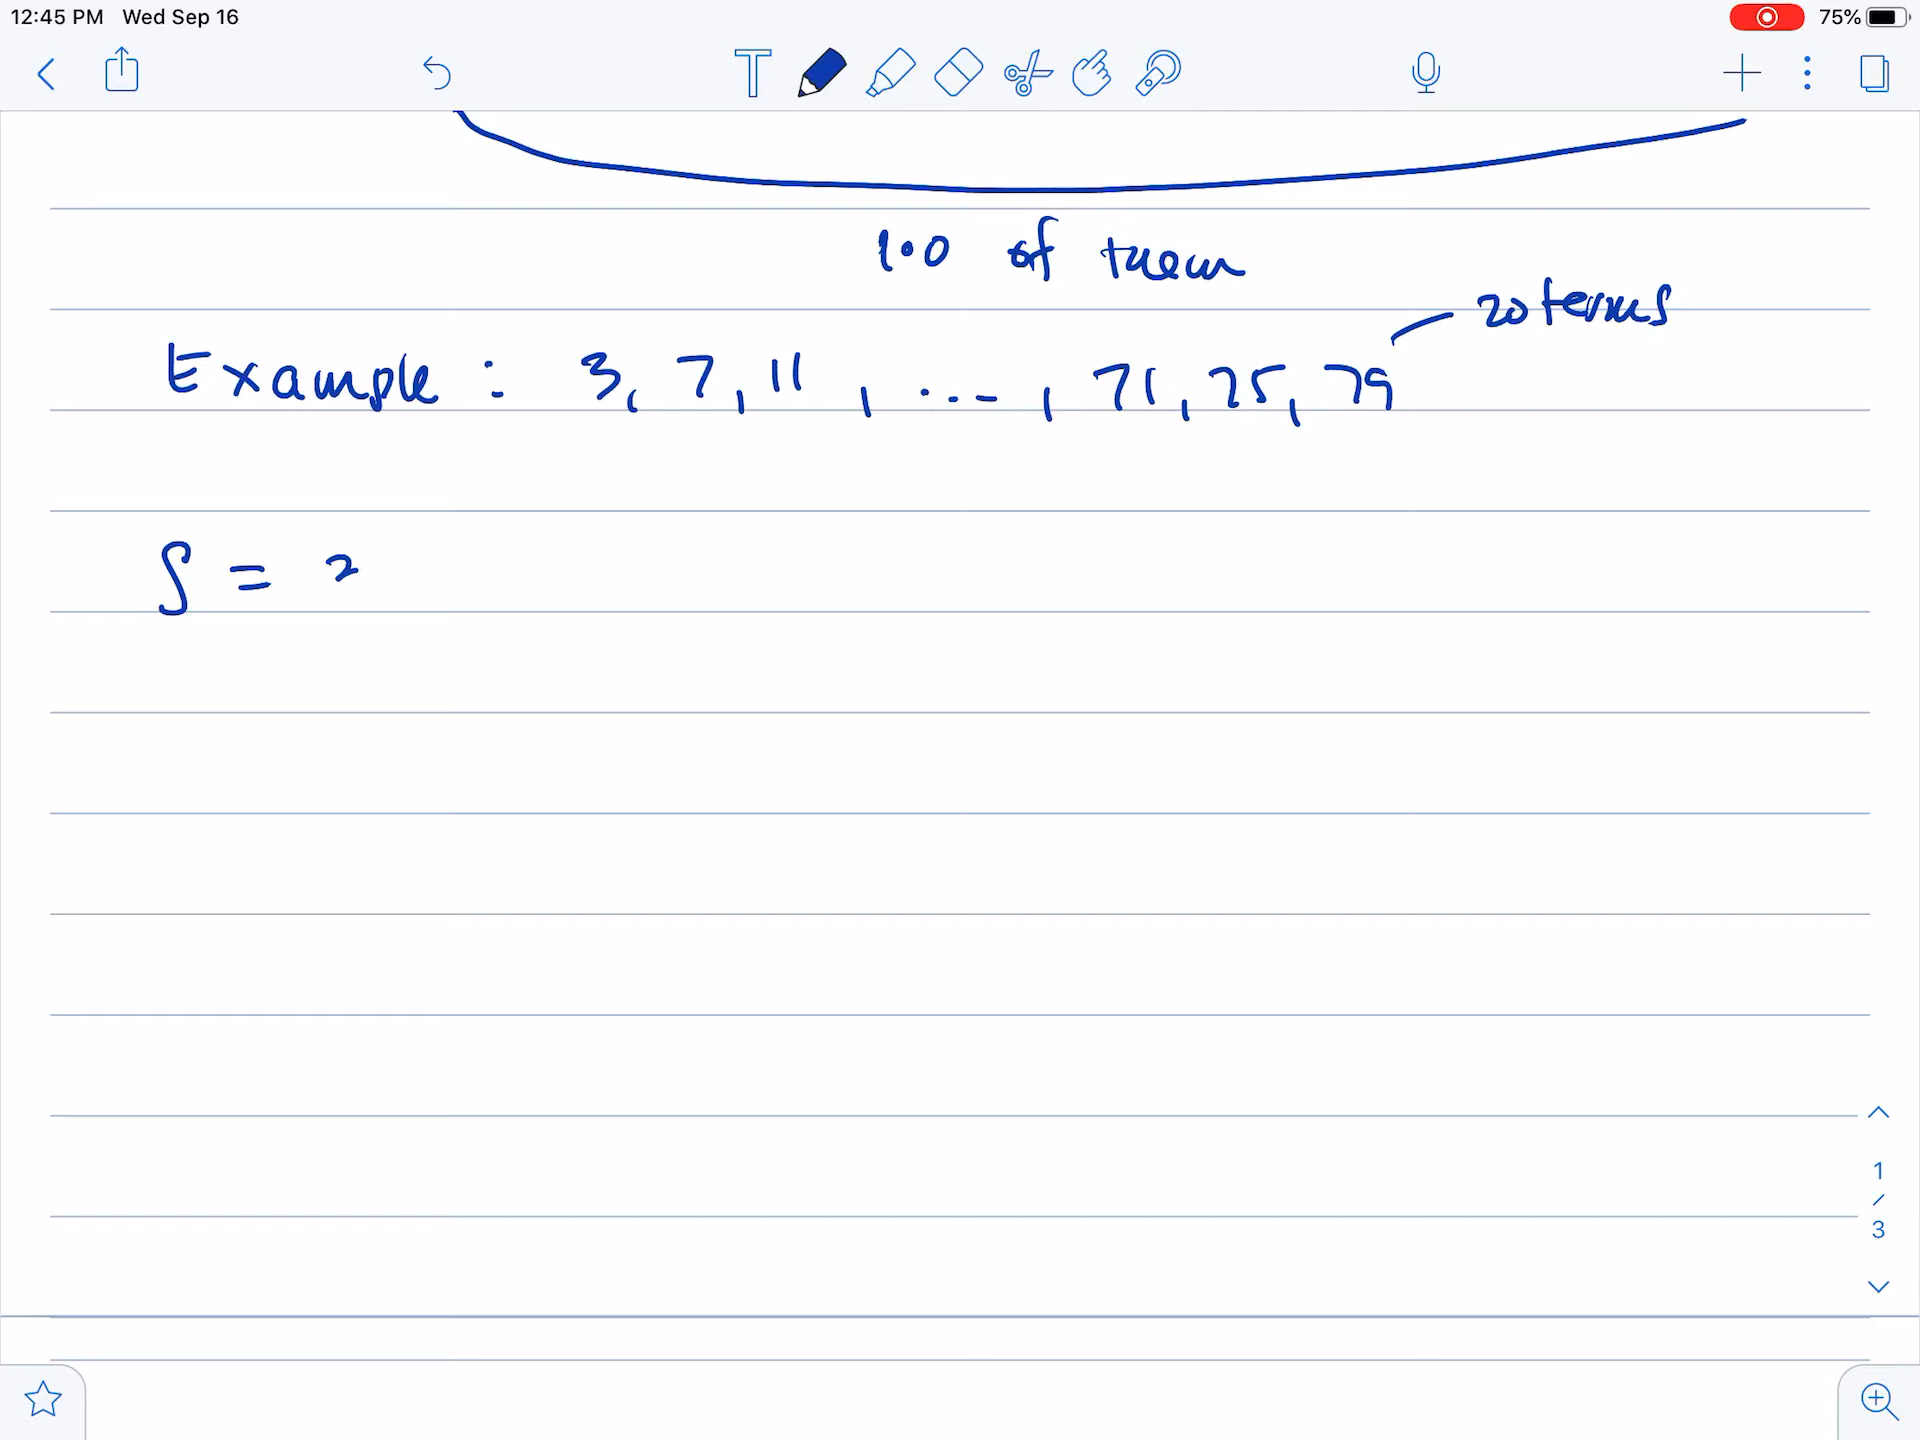 12:45 PM Wed Sep 16 75%
T
100 of them
20 terms
Example : 3, 7, 11, ..., 71, 75, 79
S =
1
/
3